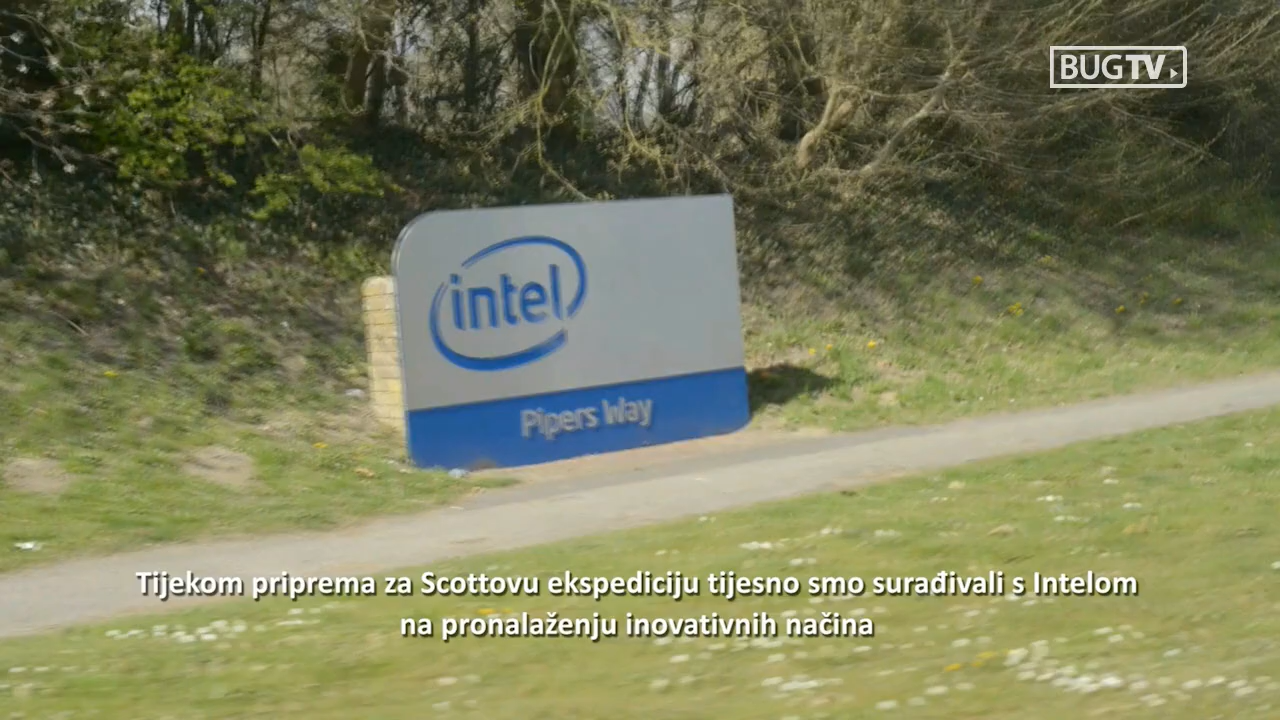 BUGTV
intel
Pipers Way
Tijekom priprema za Scottovu ekspediciju tijesno smo surađivali s Intelom
na pronalaženju inovativnih načina